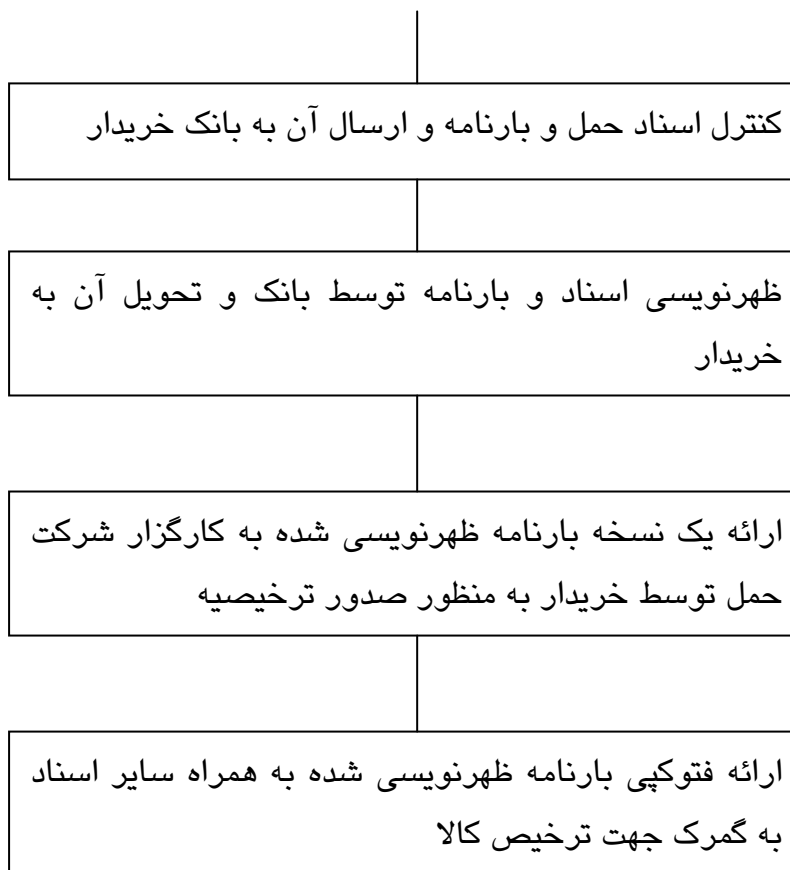 کنترل اسناد حمل و بارنامه و ارسال آن به بانک خریدار
ظهرنویسی اسناد و بارنامه توسط بانک و تحویل آن به
خریدار
ارائه یک نسخه بارنامه ظهرنویسی شده به کارگزار شرکت
حمل توسط خریدار به منظور صدور ترخیصیه
ارائه فتوکپی بارنامه ظهرنویسی شده به همراه سایر اسناد
به گمرک جهت ترخیص کالا